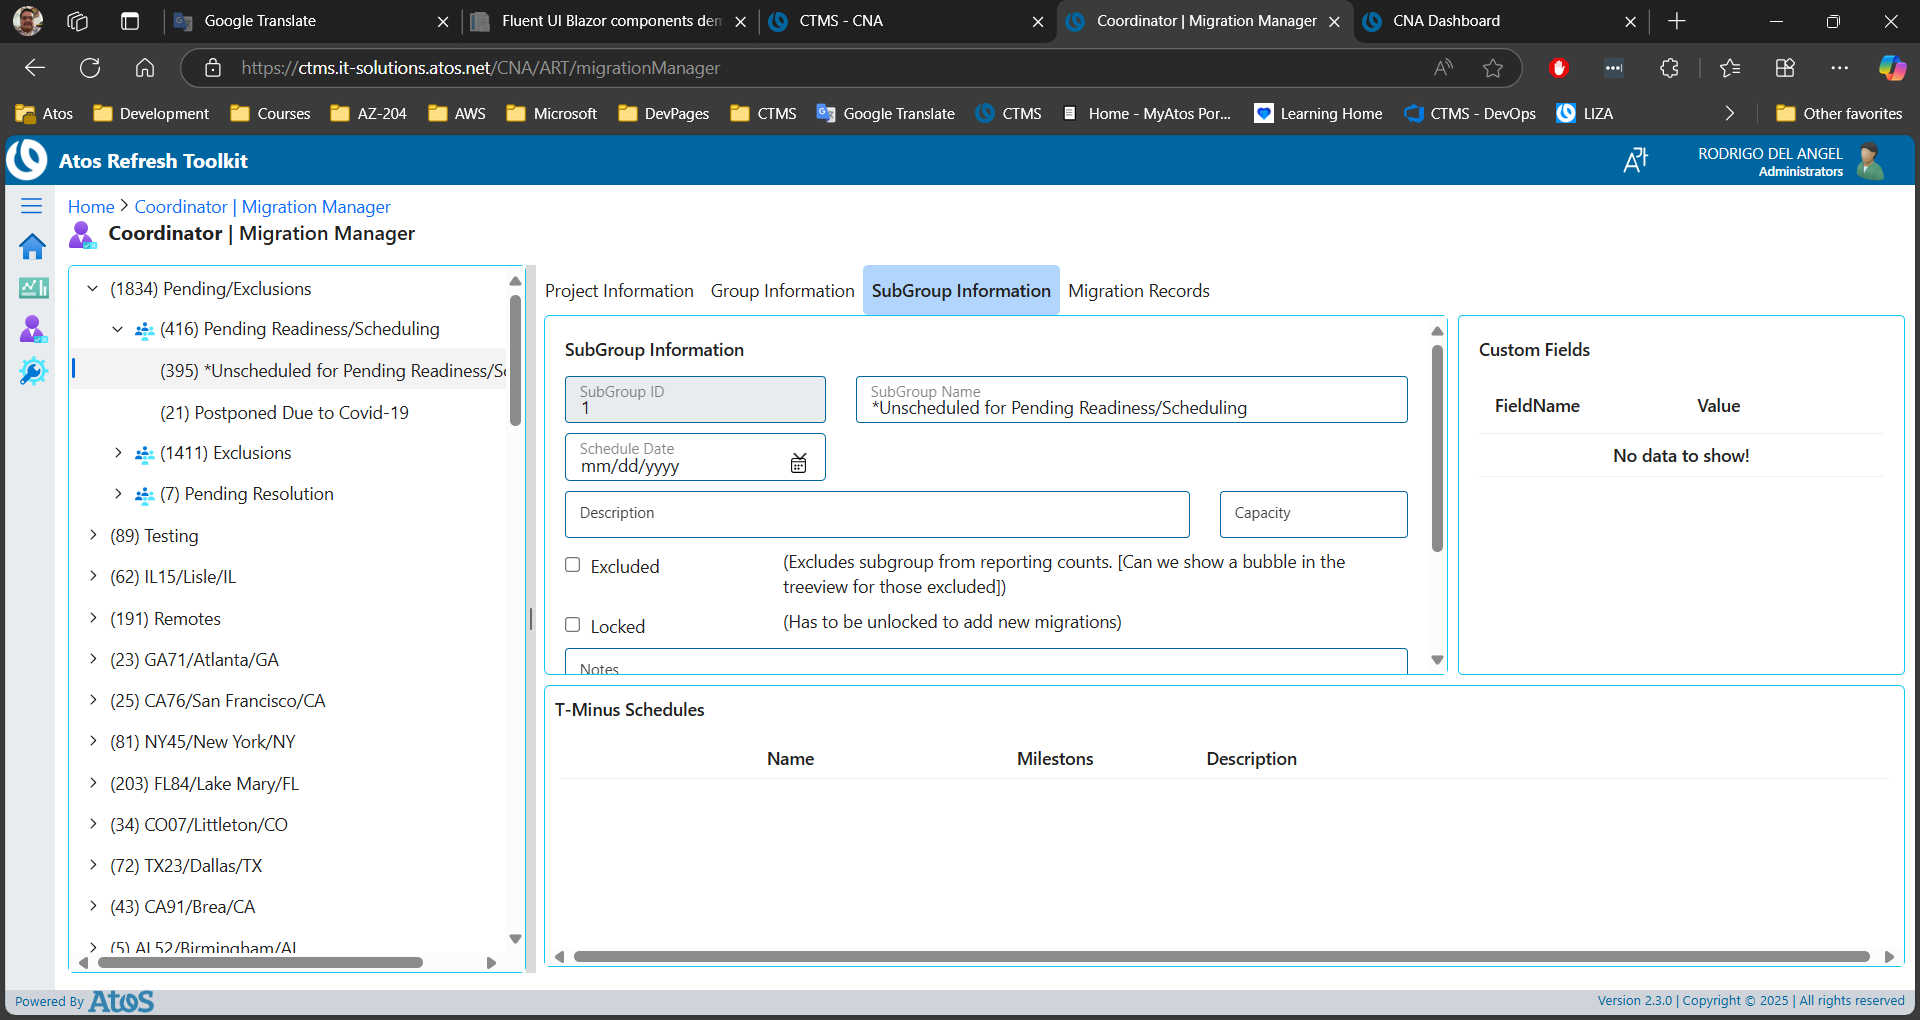 Google Translate
Fluent UI Blazor components dem
CTMS - CNA
Coordinator | Migration Manager
CNA Dashboard
https://ctms.it-solutions.atos.net/CNA/ART/migrationManager
Atos
Development
Courses
AZ-204
AWS
Microsoft
DevPages
CTMS
Google Translate
CTMS
Home - MyAtos Por...
Learning Home
CTMS - DevOps
LIZA
Other favorites
Atos Refresh Toolkit
RODRIGO DEL ANGEL
Administrators
Home > Coordinator | Migration Manager
Coordinator | Migration Manager
(1834) Pending/Exclusions
(416) Pending Readiness/Scheduling
(395) *Unscheduled for Pending Readiness/Sc
(21) Postponed Due to Covid-19
(1411) Exclusions
(7) Pending Resolution
(89) Testing
(62) IL15/Lisle/IL
(191) Remotes
(23) GA71/Atlanta/GA
(25) CA76/San Francisco/CA
(81) NY45/New York/NY
(203) FL84/Lake Mary/FL
(34) CO07/Littleton/CO
(72) TX23/Dallas/TX
(43) CA91/Brea/CA
(5) AL52/Birmingham/AL
Project Information
Group Information
SubGroup Information
Migration Records
SubGroup Information
SubGroup ID
1
SubGroup Name
*Unscheduled for Pending Readiness/Scheduling
Schedule Date
mm/dd/yyyy
Description
Capacity
Excluded
(Excludes subgroup from reporting counts. [Can we show a bubble in the
treeview for those excluded])
Locked
(Has to be unlocked to add new migrations)
Notes
Custom Fields
FieldName
Value
No data to show!
T-Minus Schedules
Name
Milestons
Description
Powered By Atos
Version 2.3.0 | Copyright © 2025 | All rights reserved